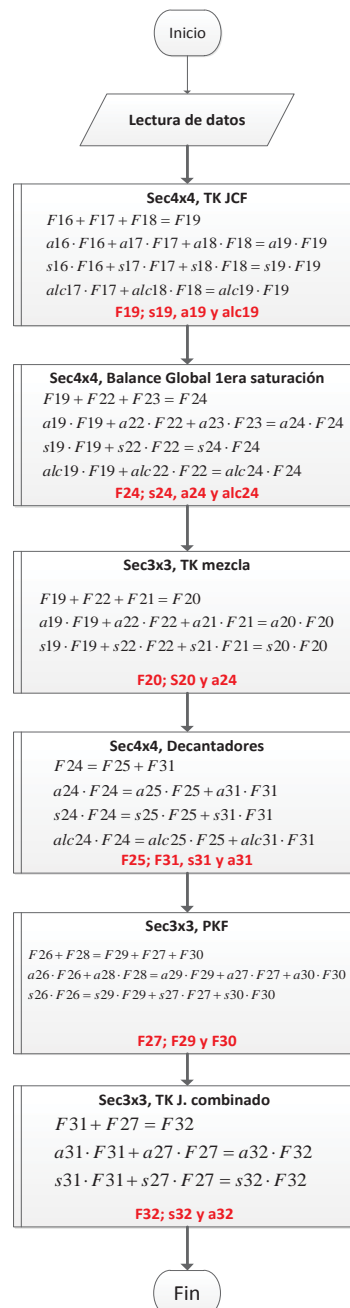 Inicio
Lectura de datos
Sec4x4, TK JCF
F16 + F17 + F18 = F19
a16 · F16 + a17 · F17 + a18 · F18 = a19 · F19
s16 · F16 + s17 · F17 + s18 · F18 = s19 · F19
alc17 · F17 + alc18 · F18 = alc19 · F19
F19; s19, a19 y alc19
Sec4x4, Balance Global 1era saturación
F19 + F22 + F23 = F24
a19 · F19 + a22 · F22 + a23 · F23 = a24 · F24
s19 · F19 + s22 · F22 = s24 · F24
alc19 · F19 + alc22 · F22 = alc24 · F24
F24; s24, a24 y alc24
Sec3x3, TK mezcla
F19 + F22 + F21 = F20
a19 · F19 + a22 · F22 + a21 · F21 = a20 · F20
s19 · F19 + s22 · F22 + s21 · F21 = s20 · F20
F20; S20 y a24
Sec4x4, Decantadores
F24 = F25 + F31
a24 · F24 = a25 · F25 + a31 · F31
s24 · F24 = s25 · F25 + s31 · F31
alc24 · F24 = alc25 · F25 + alc31 · F31
F25; F31, s31 y a31
Sec3x3, PKF
F26 + F28 = F29 + F27 + F30
a26 · F26 + a28 · F28 = a29 · F29 + a27 · F27 + a30 · F30
s26 · F26 = s29 · F29 + s27 · F27 + s30 · F30
F27; F29 y F30
Sec3x3, TK J. combinado
F31 + F27 = F32
a31 · F31 + a27 · F27 = a32 · F32
s31 · F31 + s27 · F27 = s32 · F32
F32; s32 y a32
Fin